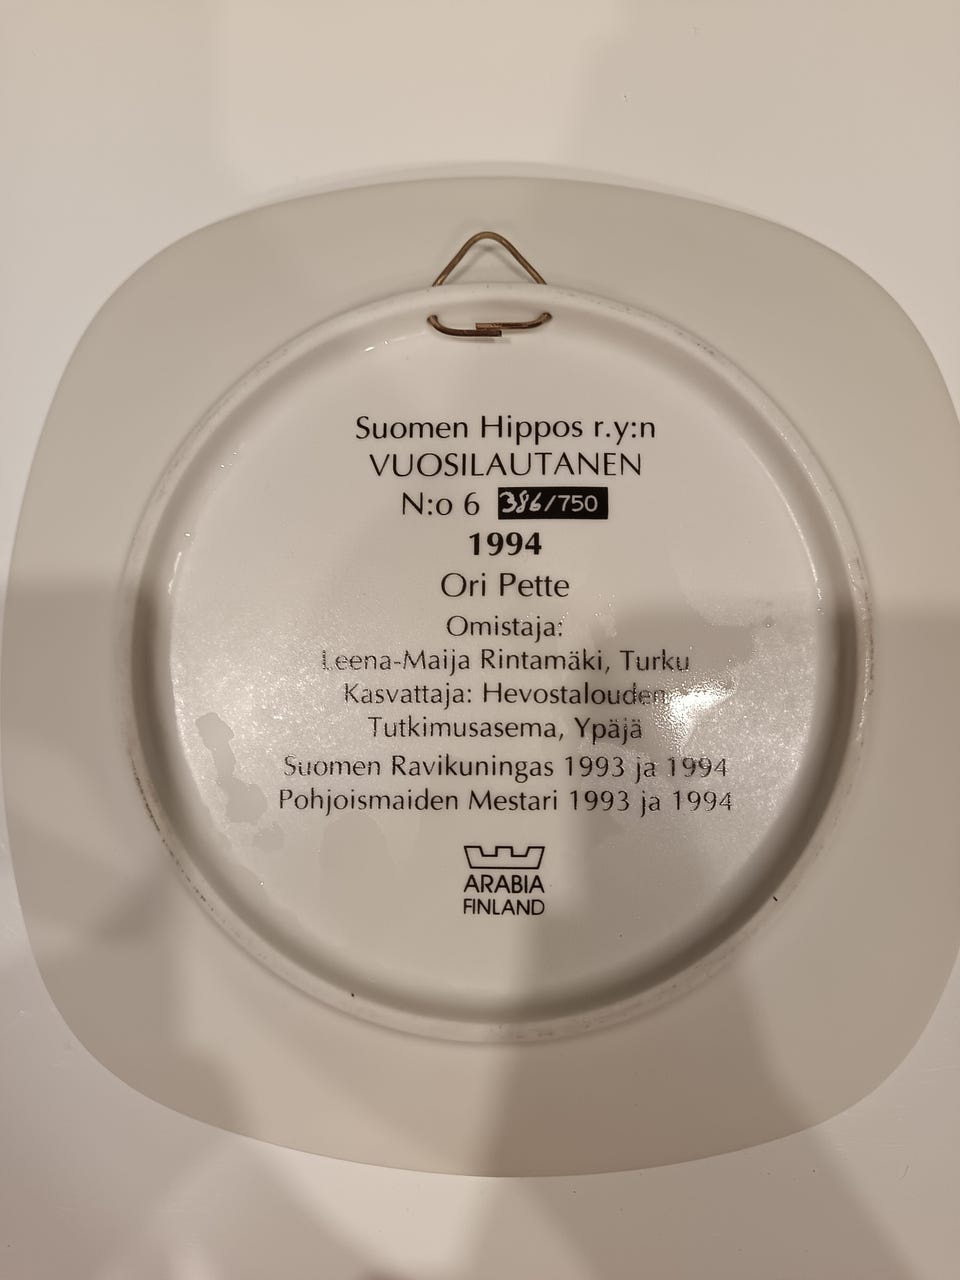 Suomen Hippos r.y:n
VUOSILAUTANEN
N:o 6 386/750
1994
Ori Pette
Omistaja:
Leena-Maija Rintamäki, Turku
Kasvattaja: Hevostalouden
Tutkimusasema, Ypäjä
Suomen Ravikuningas 1993 ja 1994
Pohjoismaiden Mestari 1993 ja 1994
ARABIA
FINLAND